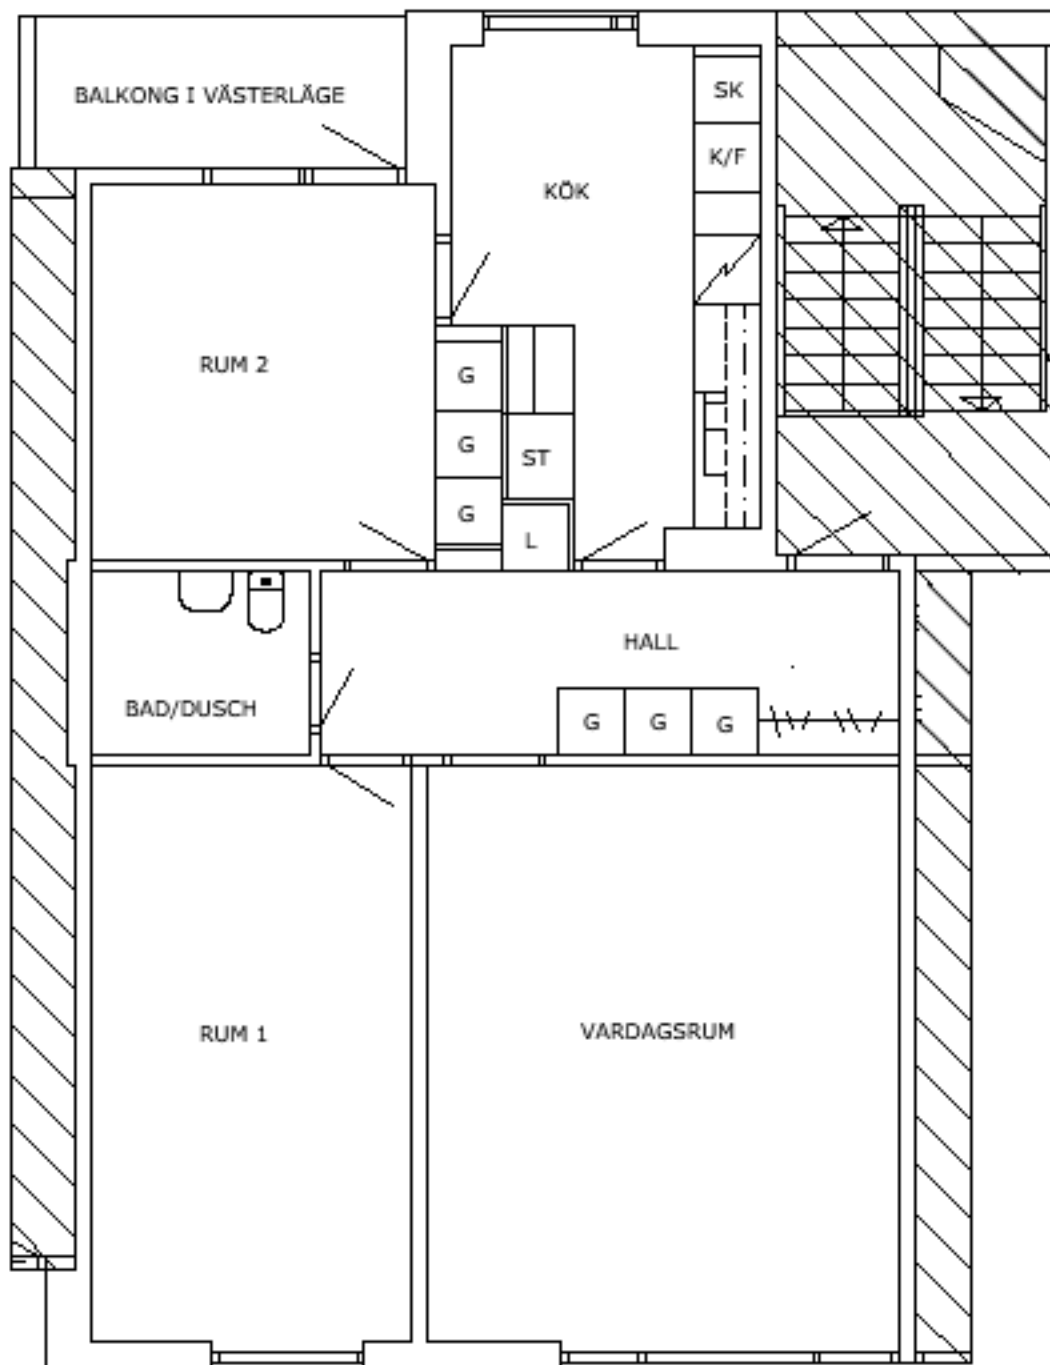 BALKONG I VÄSTERLÄGE
SK
K/F
KÖK
RUM 2
G
G
ST
G
L
HALL
BAD/DUSCH
G
G
G
RUM 1
VARDAGSRUM